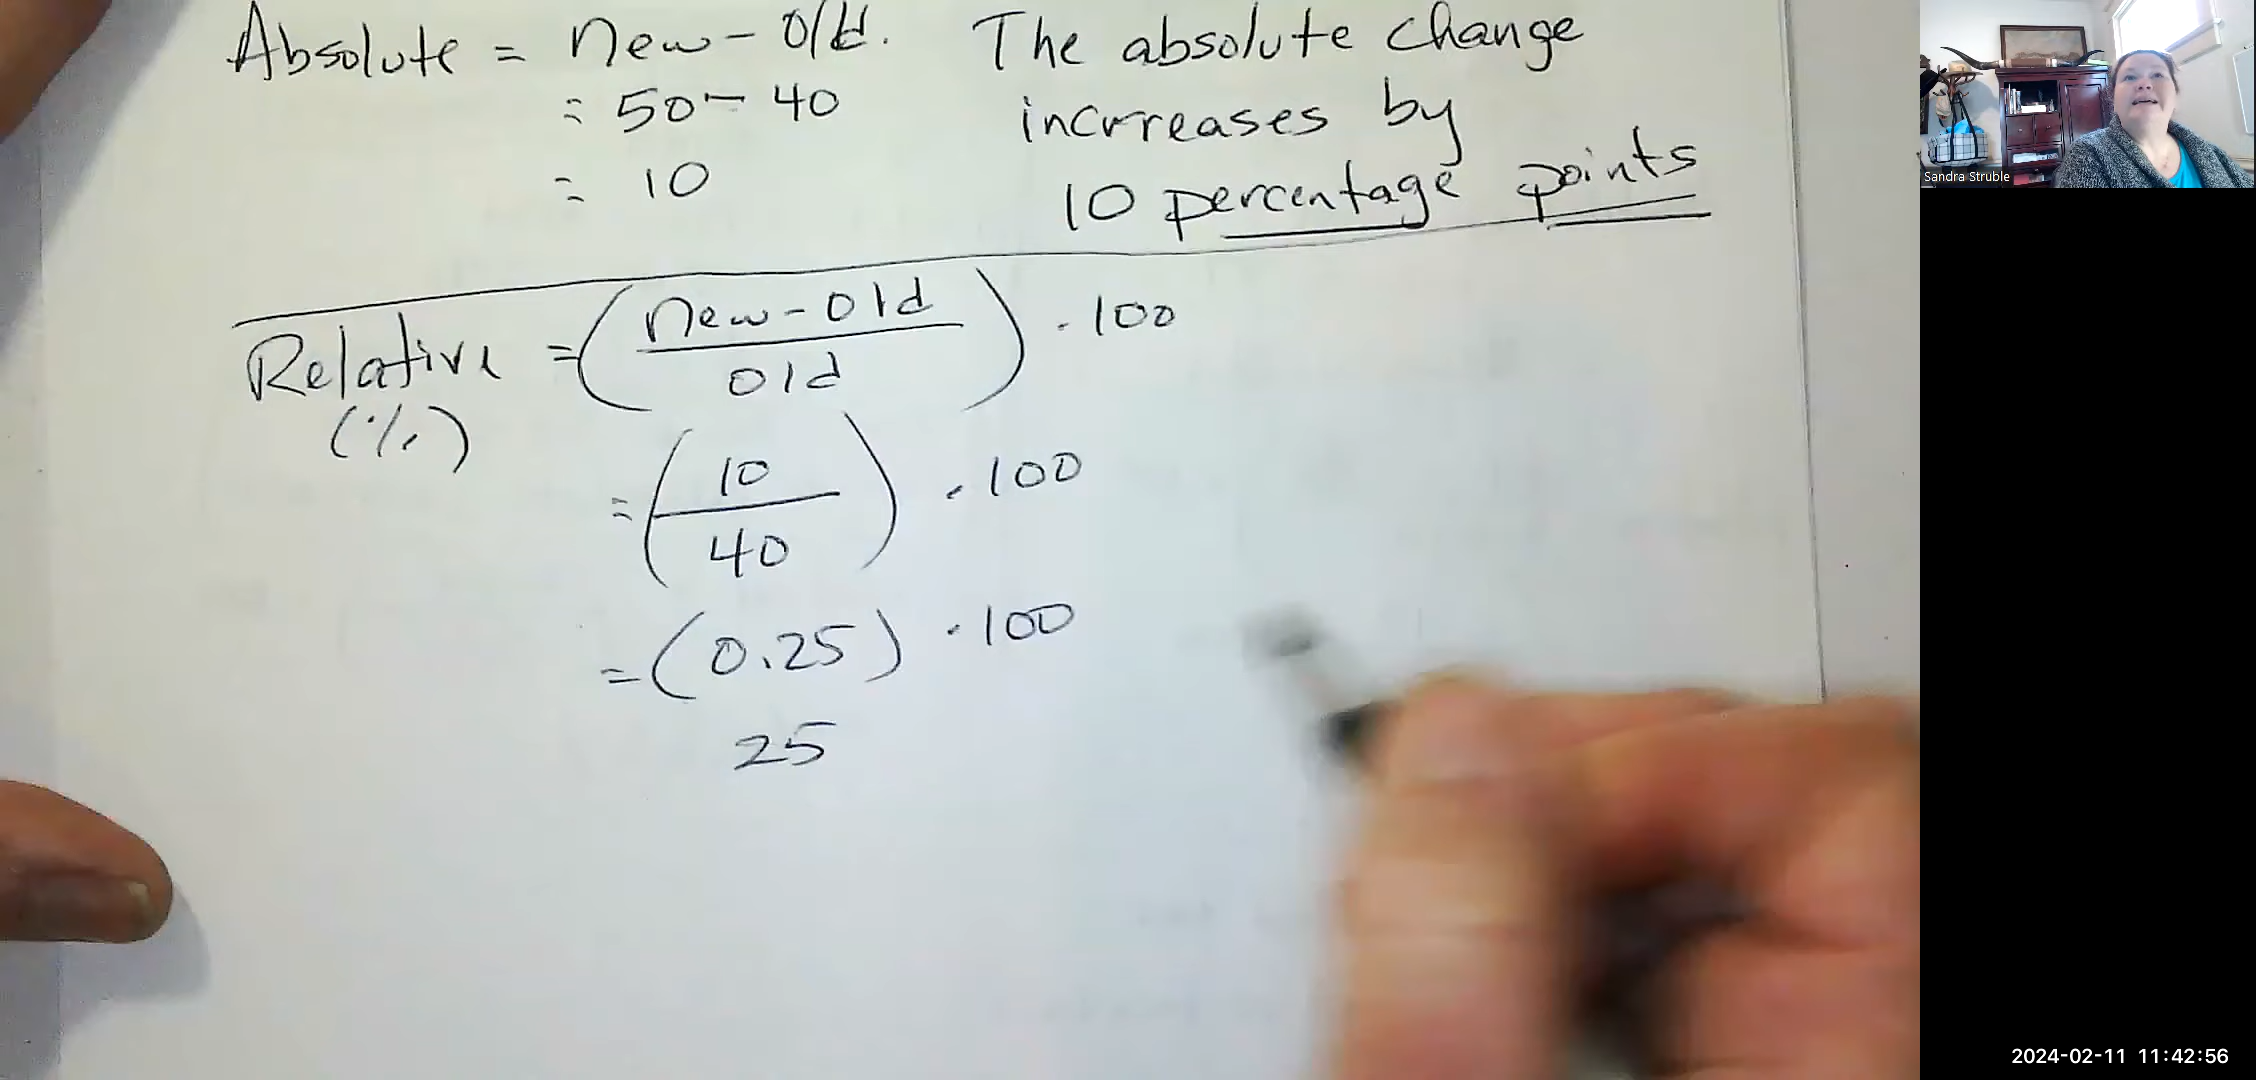 Absolute = new - old. The absolute change
= 50 - 40 incrreases by
= 10 10 percentage points
Relative = (new - old / old) · 100
(%)
= (10 / 40) · 100
= (0.25) · 100
25
Sandra Struble
2024-02-11 11:42:56